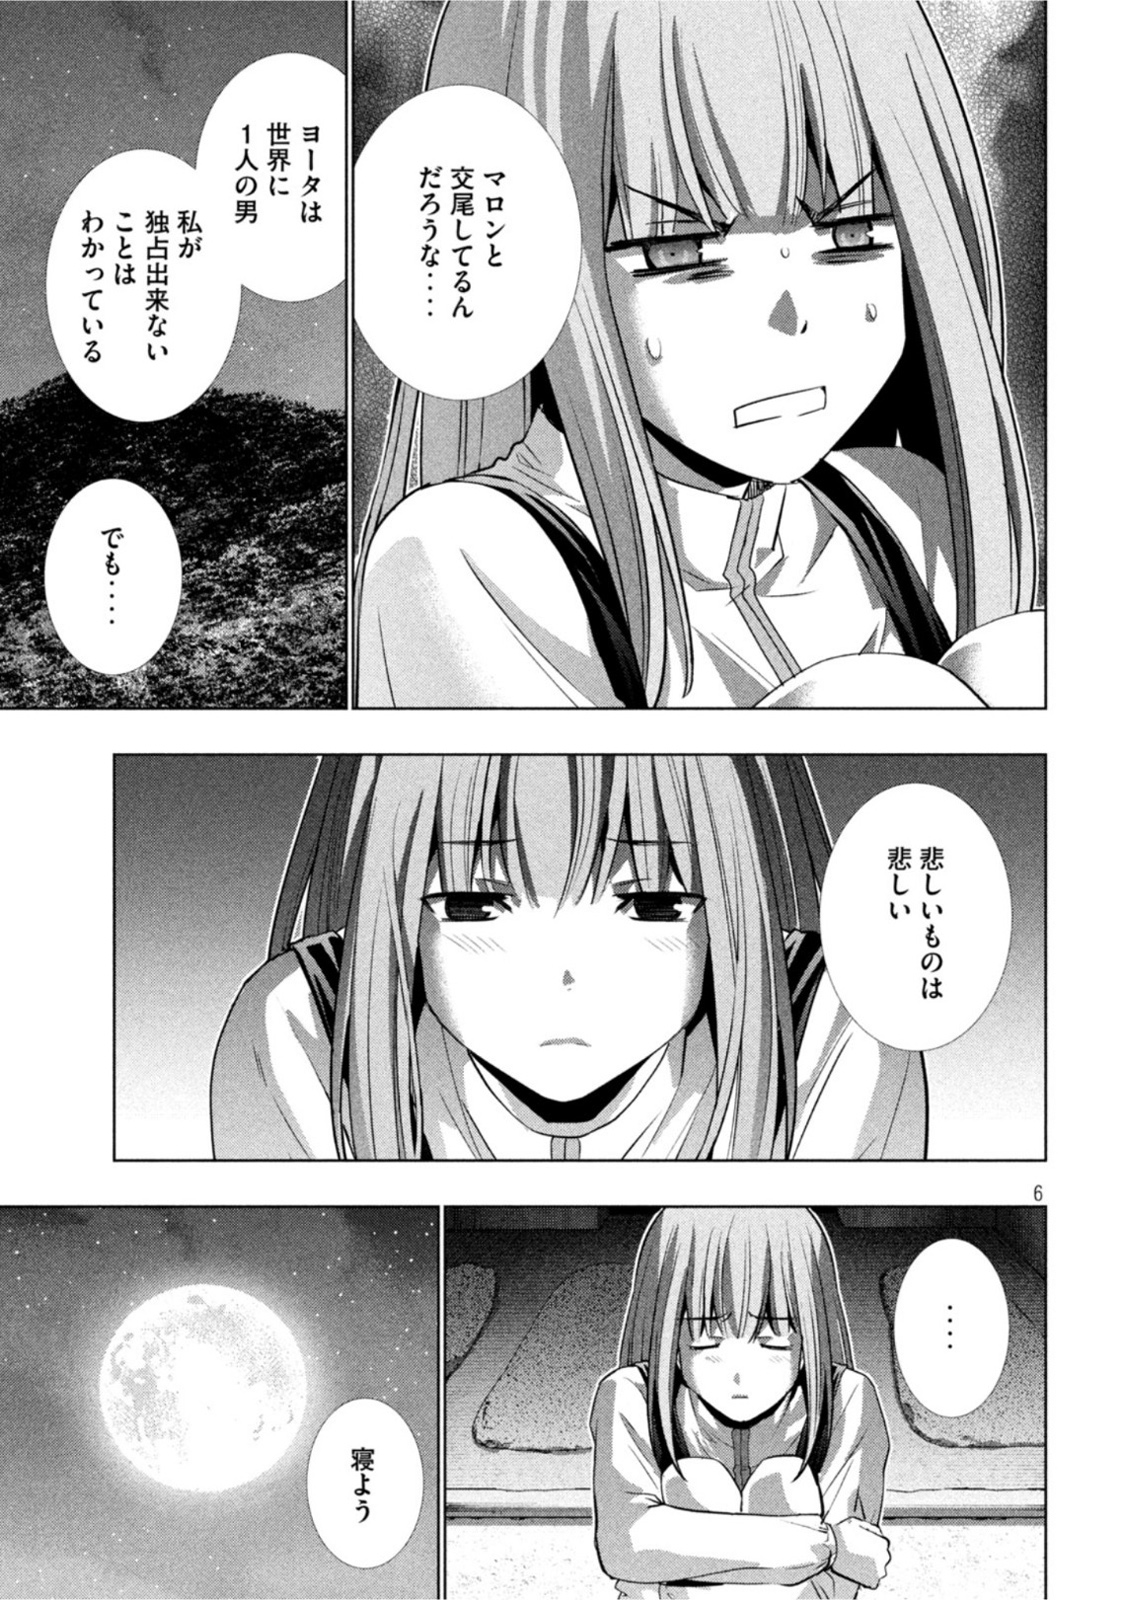 マロンと
交尾してるん
だろうな‥‥
ヨータは
世界に
１人の男
私が
独占出来ない
ことは
わかっている
でも‥‥
悲しいものは
悲しい
6
‥‥
寝よう